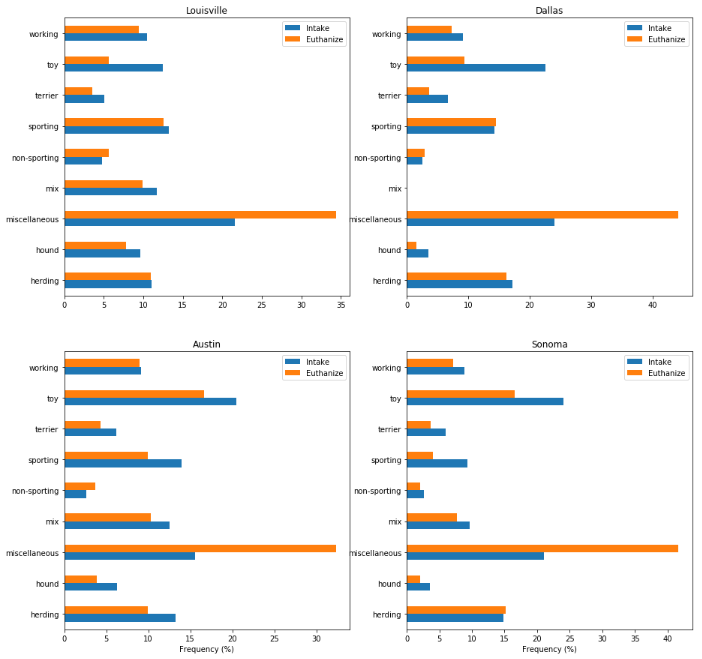 Louisville
Intake
Euthanize
working
toy
terrier
sporting
non-sporting
mix
miscellaneous
hound
herding
0 5 10 15 20 25 30 35
Dallas
Intake
Euthanize
working
toy
terrier
sporting
non-sporting
mix
miscellaneous
hound
herding
0 10 20 30 40
Austin
Intake
Euthanize
working
toy
terrier
sporting
non-sporting
mix
miscellaneous
hound
herding
0 5 10 15 20 25 30
Frequency (%)
Sonoma
Intake
Euthanize
working
toy
terrier
sporting
non-sporting
mix
miscellaneous
hound
herding
0 5 10 15 20 25 30 35 40
Frequency (%)